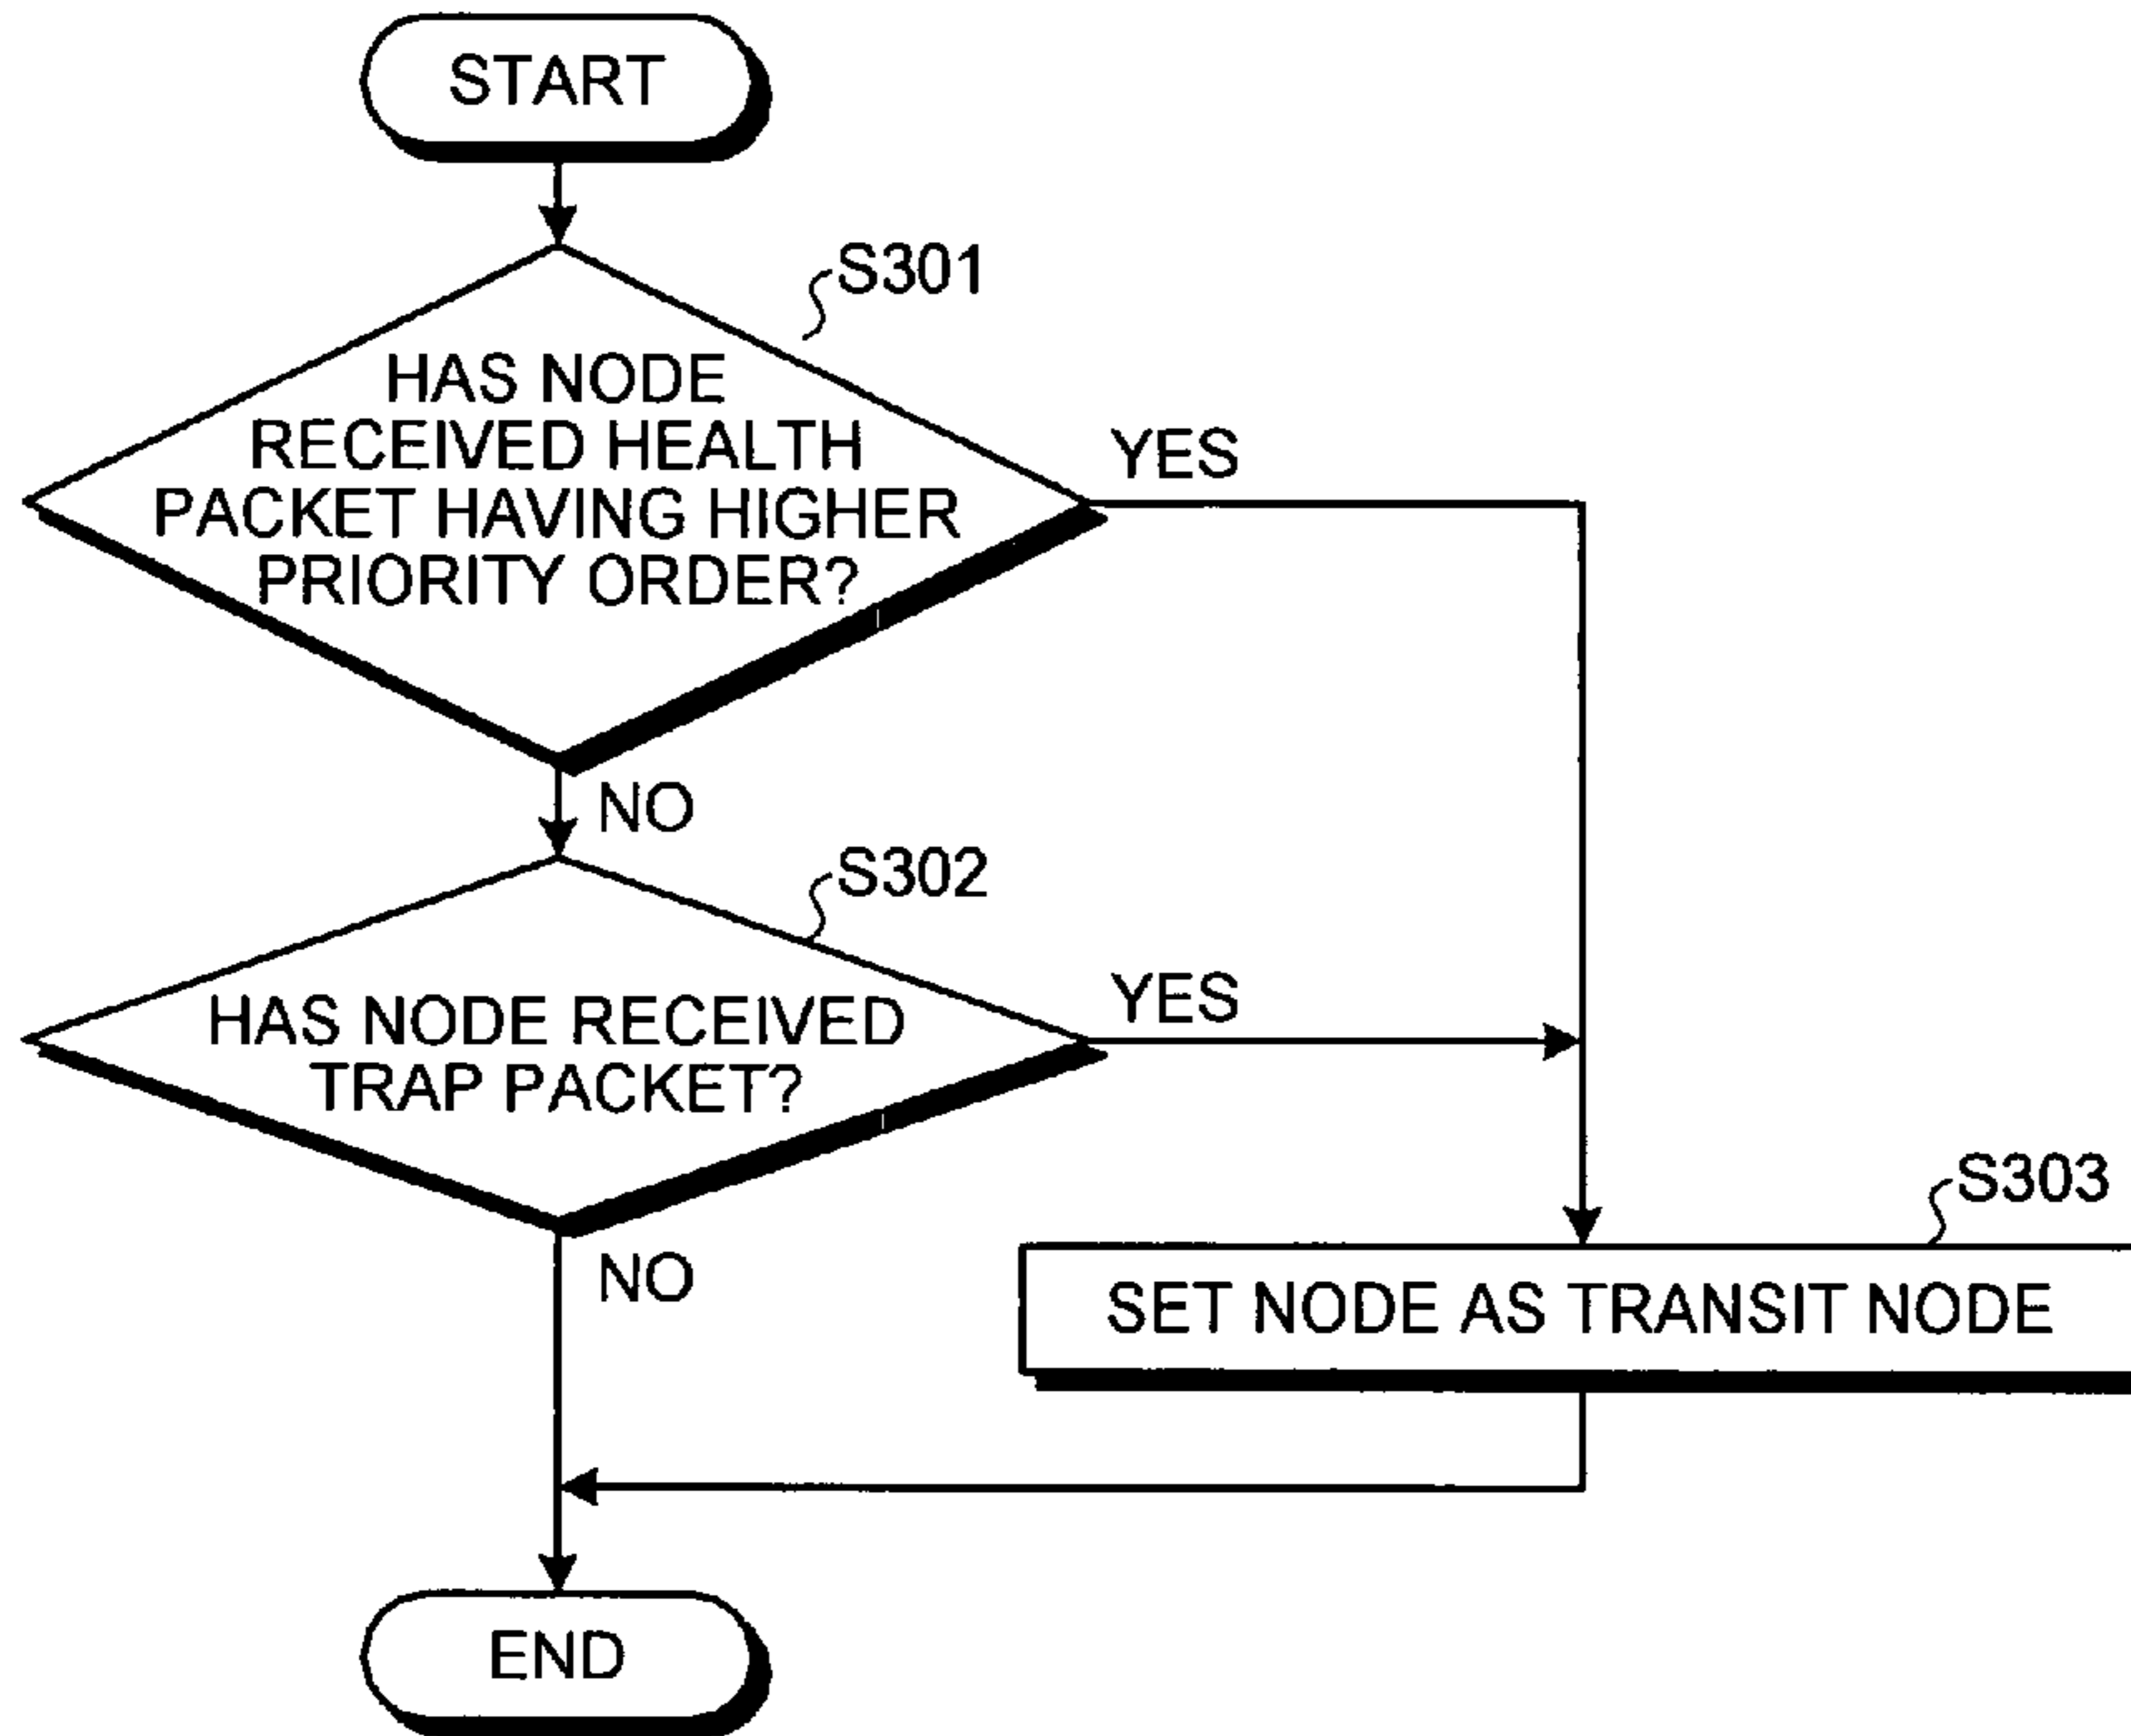 START
S301
HAS NODE
RECEIVED HEALTH
PACKET HAVING HIGHER
PRIORITY ORDER?
YES
NO
S302
HAS NODE RECEIVED
TRAP PACKET?
YES
NO
S303
SET NODE AS TRANSIT NODE
END